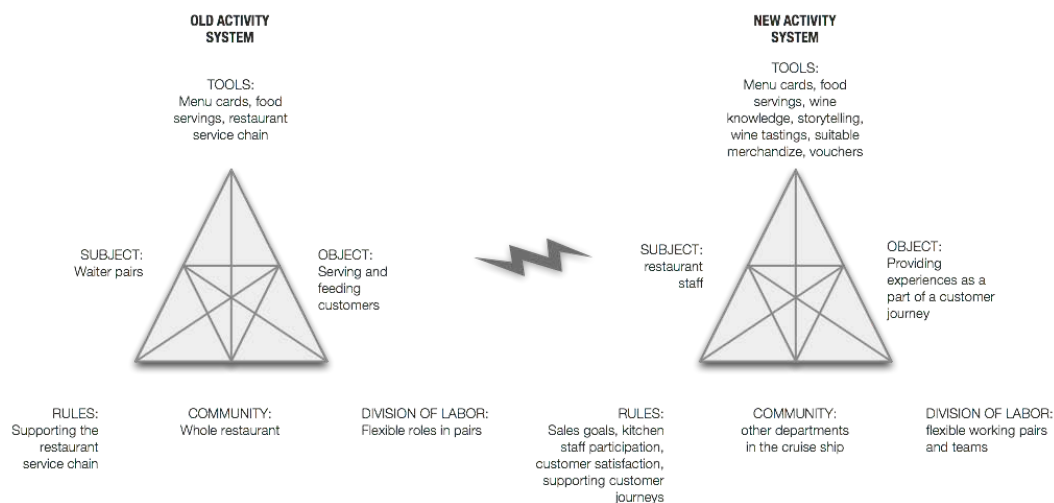 OLD ACTIVITY
SYSTEM
TOOLS:
Menu cards, food
servings, restaurant
service chain
SUBJECT:
Waiter pairs
OBJECT:
Serving and
feeding
customers
RULES:
Supporting the
restaurant
service chain
COMMUNITY:
Whole restaurant
DIVISION OF LABOR:
Flexible roles in pairs
NEW ACTIVITY
SYSTEM
TOOLS:
Menu cards, food
servings, wine
knowledge, storytelling,
wine tastings, suitable
merchandize, vouchers
SUBJECT:
restaurant
staff
OBJECT:
Providing
experiences as a
part of a customer
journey
RULES:
Sales goals, kitchen
staff participation,
customer satisfaction,
supporting customer
journeys
COMMUNITY:
other departments
in the cruise ship
DIVISION OF LABOR:
flexible working pairs
and teams